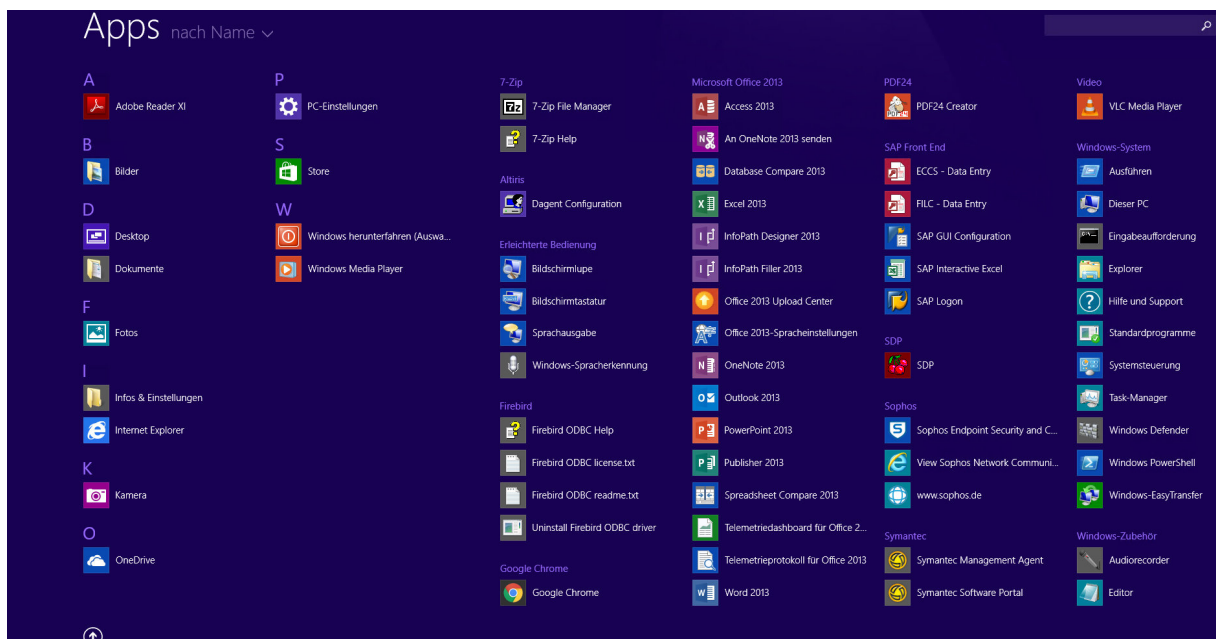 Apps nach Name
A
Adobe Reader XI
B
Bilder
D
Desktop
Dokumente
F
Fotos
I
Infos & Einstellungen
Internet Explorer
K
Kamera
O
OneDrive
P
PC-Einstellungen
S
Store
W
Windows herunterfahren (Auswa...
Windows Media Player
7-Zip
7-Zip File Manager
7-Zip Help
Altiris
Dagent Configuration
Erleichterte Bedienung
Bildschirmlupe
Bildschirmtastatur
Sprachausgabe
Windows-Spracherkennung
Firebird
Firebird ODBC Help
Firebird ODBC license.txt
Firebird ODBC readme.txt
Uninstall Firebird ODBC driver
Google Chrome
Google Chrome
Microsoft Office 2013
Access 2013
An OneNote 2013 senden
Database Compare 2013
Excel 2013
InfoPath Designer 2013
InfoPath Filler 2013
Office 2013 Upload Center
Office 2013-Spracheinstellungen
OneNote 2013
Outlook 2013
PowerPoint 2013
Publisher 2013
Spreadsheet Compare 2013
Telemetriedashboard für Office 2...
Telemetrieprotokoll für Office 2013
Word 2013
PDF24
PDF24 Creator
SAP Front End
ECCS - Data Entry
FILC - Data Entry
SAP GUI Configuration
SAP Interactive Excel
SAP Logon
SDP
SDP
Sophos
Sophos Endpoint Security and C...
View Sophos Network Communi...
www.sophos.de
Symantec
Symantec Management Agent
Symantec Software Portal
Video
VLC Media Player
Windows-System
Ausführen
Dieser PC
Eingabeaufforderung
Explorer
Hilfe und Support
Standardprogramme
Systemsteuerung
Task-Manager
Windows Defender
Windows PowerShell
Windows-EasyTransfer
Windows-Zubehör
Audiorecorder
Editor